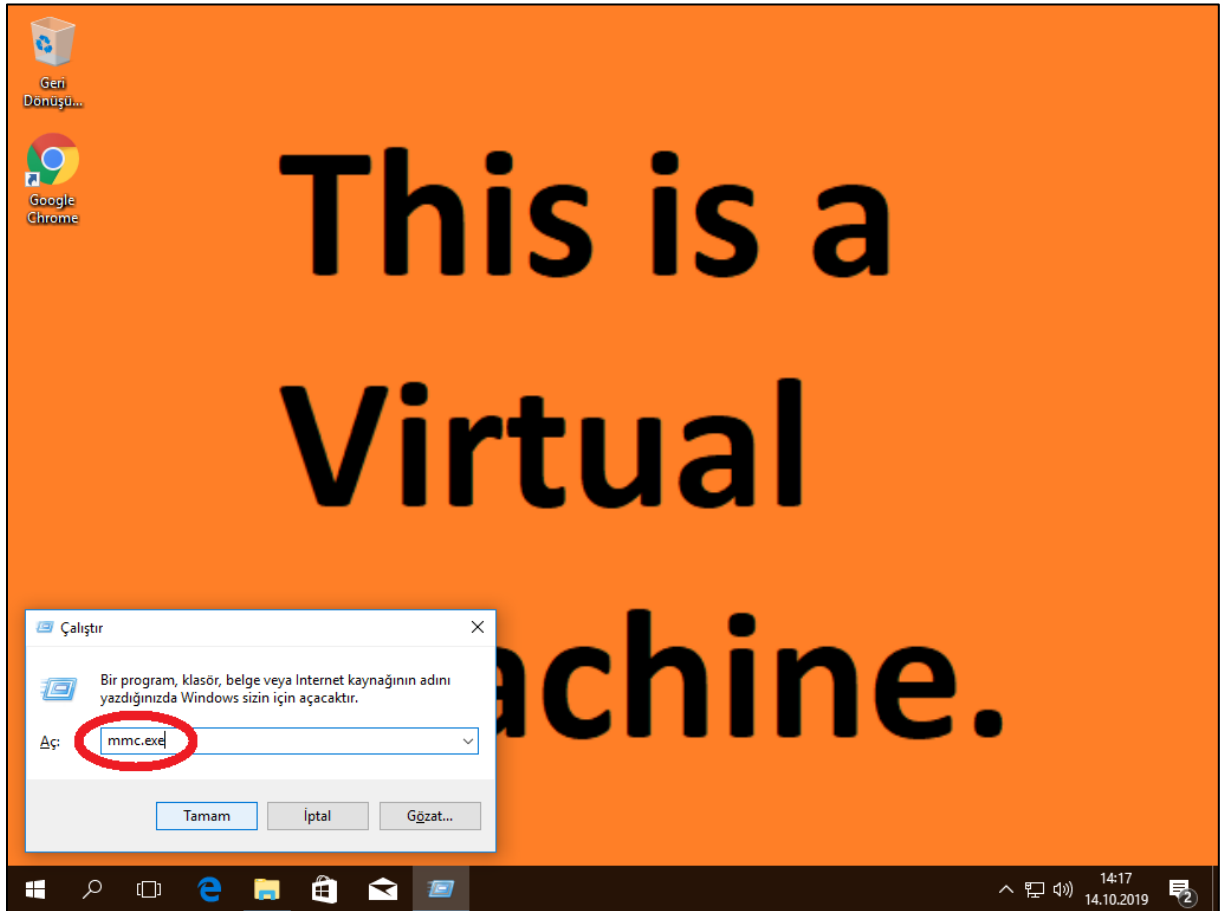 Geri
Dönüşü...
Google
Chrome
This is a
Virtual
achine.
Çalıştır
Bir program, klasör, belge veya Internet kaynağının adını
yazdığınızda Windows sizin için açacaktır.
Aç:
mmc.exe
Tamam
İptal
Gözat...
14:17
14.10.2019
2